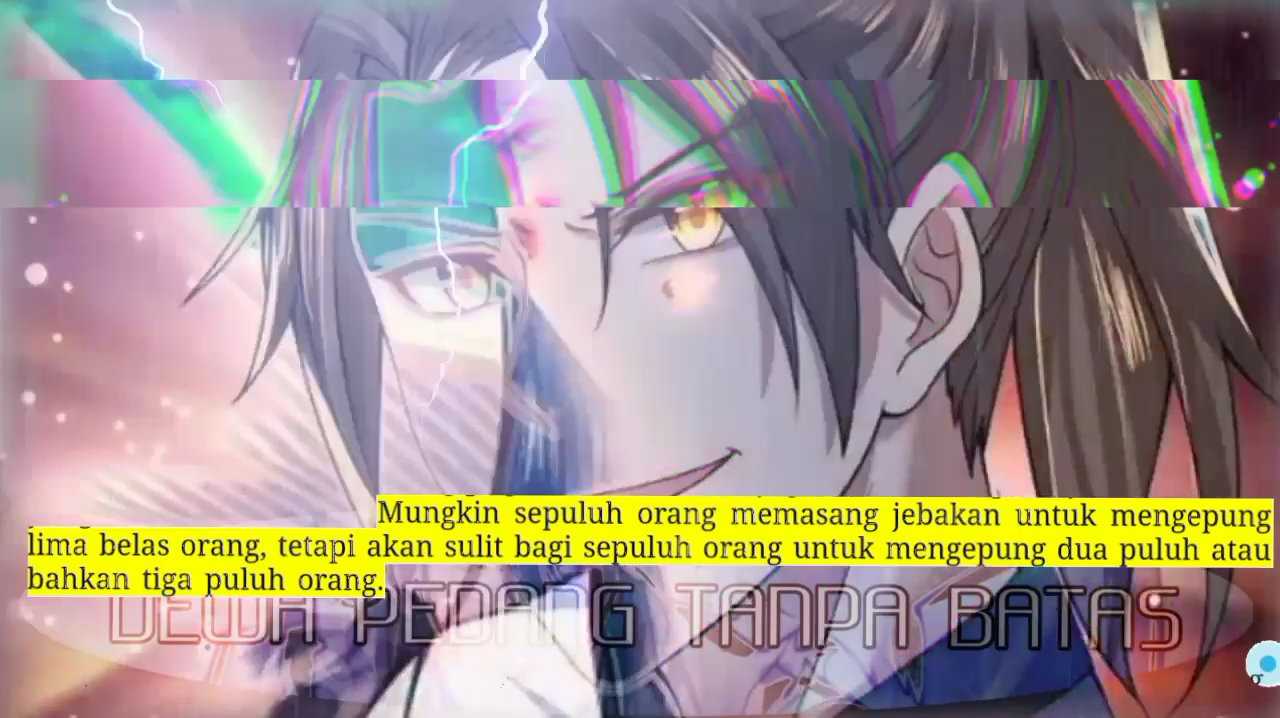 Mungkin sepuluh orang memasang jebakan untuk mengepung
lima belas orang, tetapi akan sulit bagi sepuluh orang untuk mengepung dua puluh atau
bahkan tiga puluh orang.
DEWA PEDANG TANPA BATAS